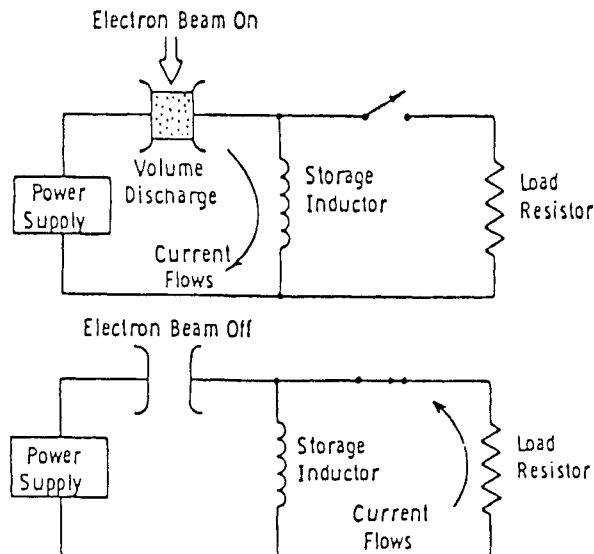 Electron Beam On
Volume
Discharge
Power
Supply
Storage
Inductor
Load
Resistor
Current
Flows
Electron Beam Off
Power
Supply
Storage
Inductor
Load
Resistor
Current
Flows